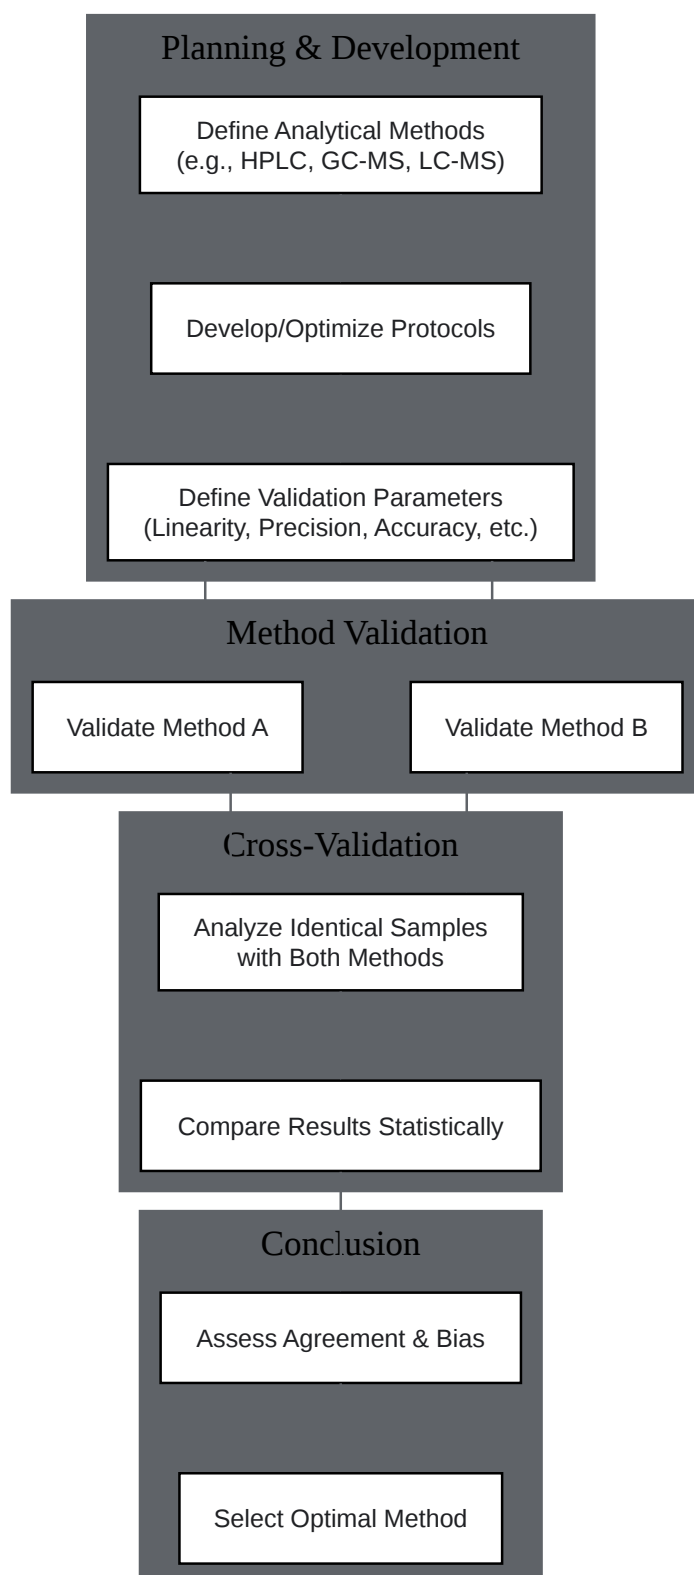 Planning & Development
Define Analytical Methods
(e.g., HPLC, GC-MS, LC-MS)
Develop/Optimize Protocols
Define Validation Parameters
(Linearity, Precision, Accuracy, etc.)
Method Validation
Validate Method A
Validate Method B
Cross-Validation
Analyze Identical Samples
with Both Methods
Compare Results Statistically
Conclusion
Assess Agreement & Bias
Select Optimal Method